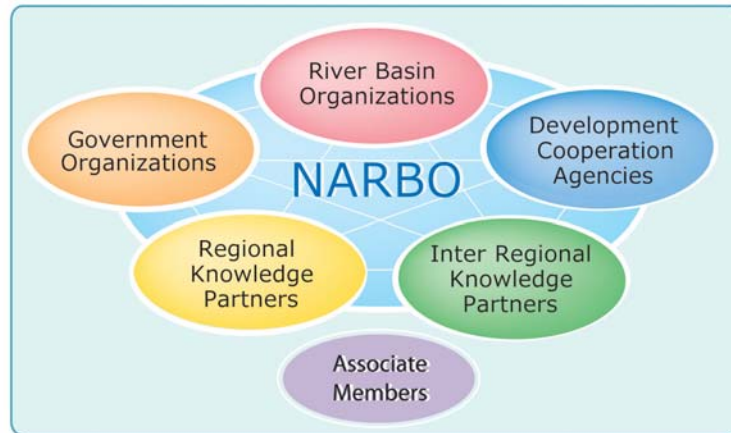 River Basin
Organizations
Government
Organizations
Development
Cooperation
Agencies
NARBO
Regional
Knowledge
Partners
Inter Regional
Knowledge
Partners
Associate
Members